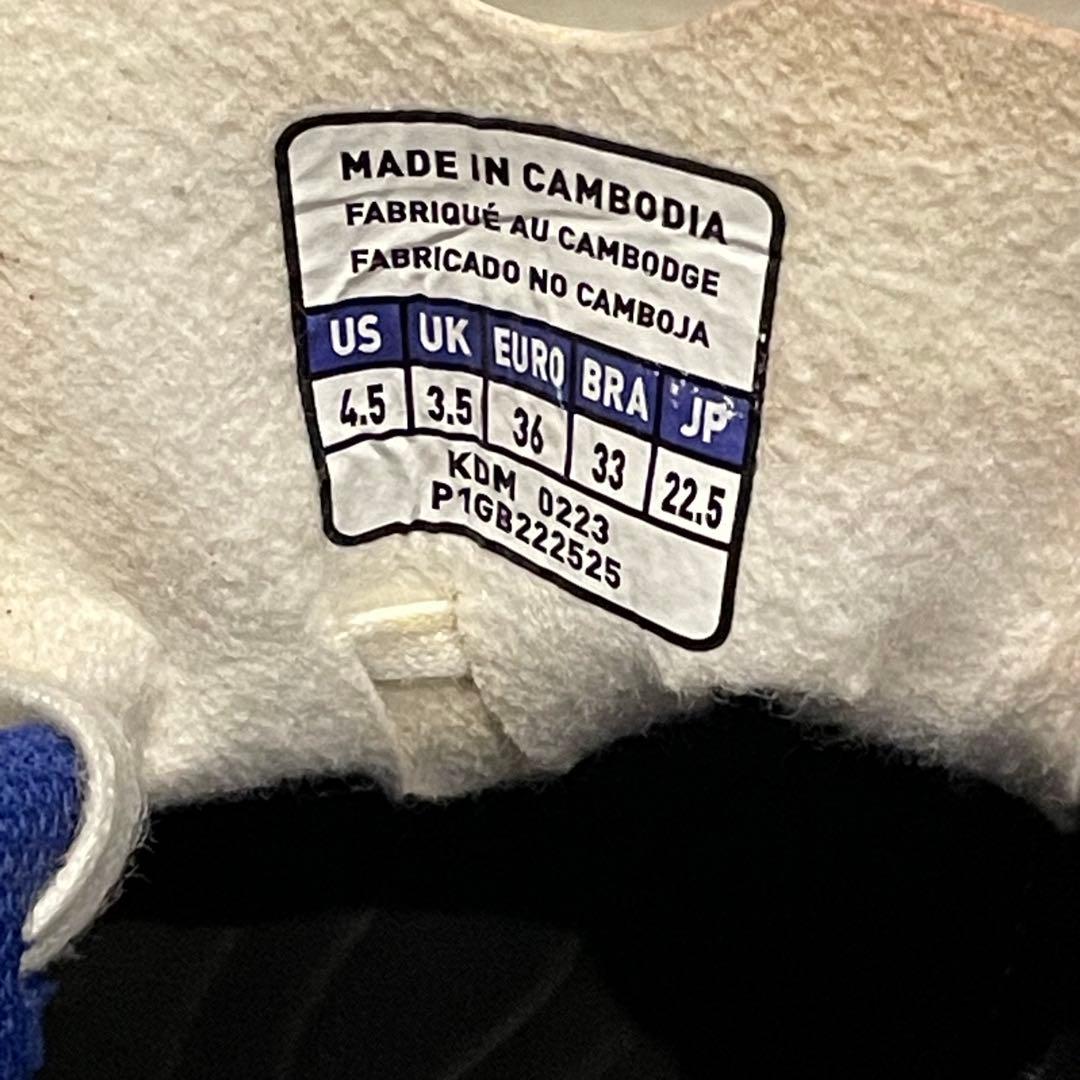 MADE IN CAMBODIA
FABRIQUÉ AU CAMBODGE
FABRICADO NO CAMBOJA
US UK EURO BRA JP
4.5 3.5 36 33 22.5
KDM 0223
P1GB222525